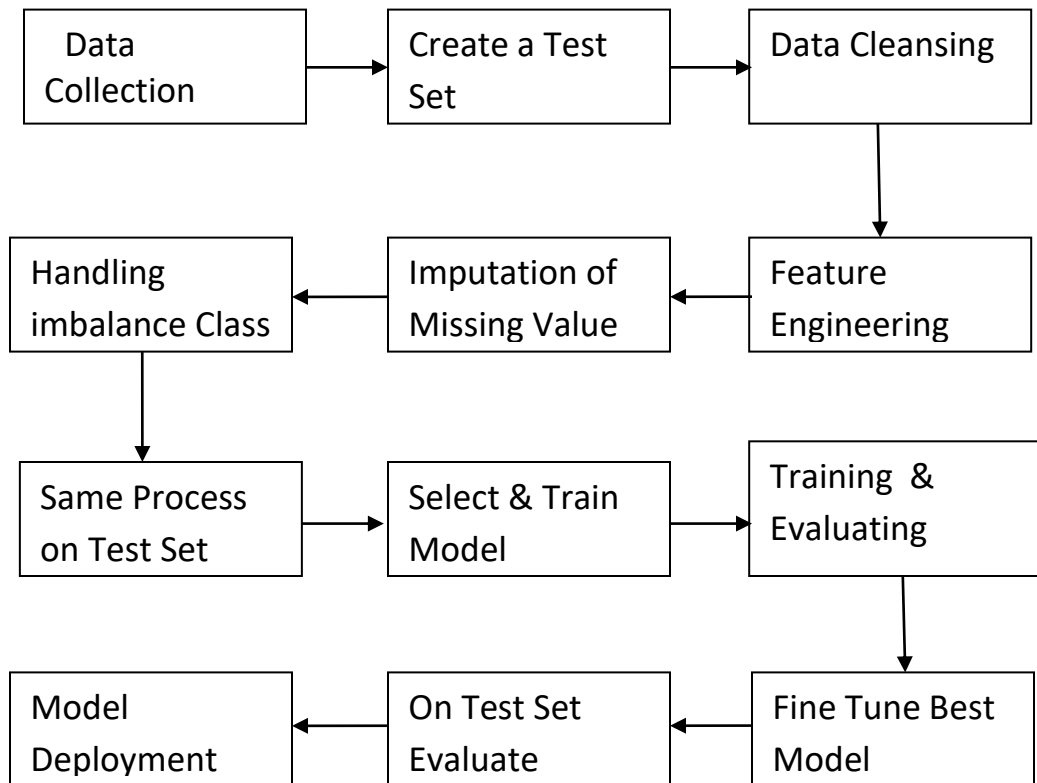 Data
Collection
Create a Test
Set
Data Cleansing
Feature
Engineering
Imputation of
Missing Value
Handling
imbalance Class
Same Process
on Test Set
Select & Train
Model
Training &
Evaluating
Fine Tune Best
Model
On Test Set
Evaluate
Model
Deployment